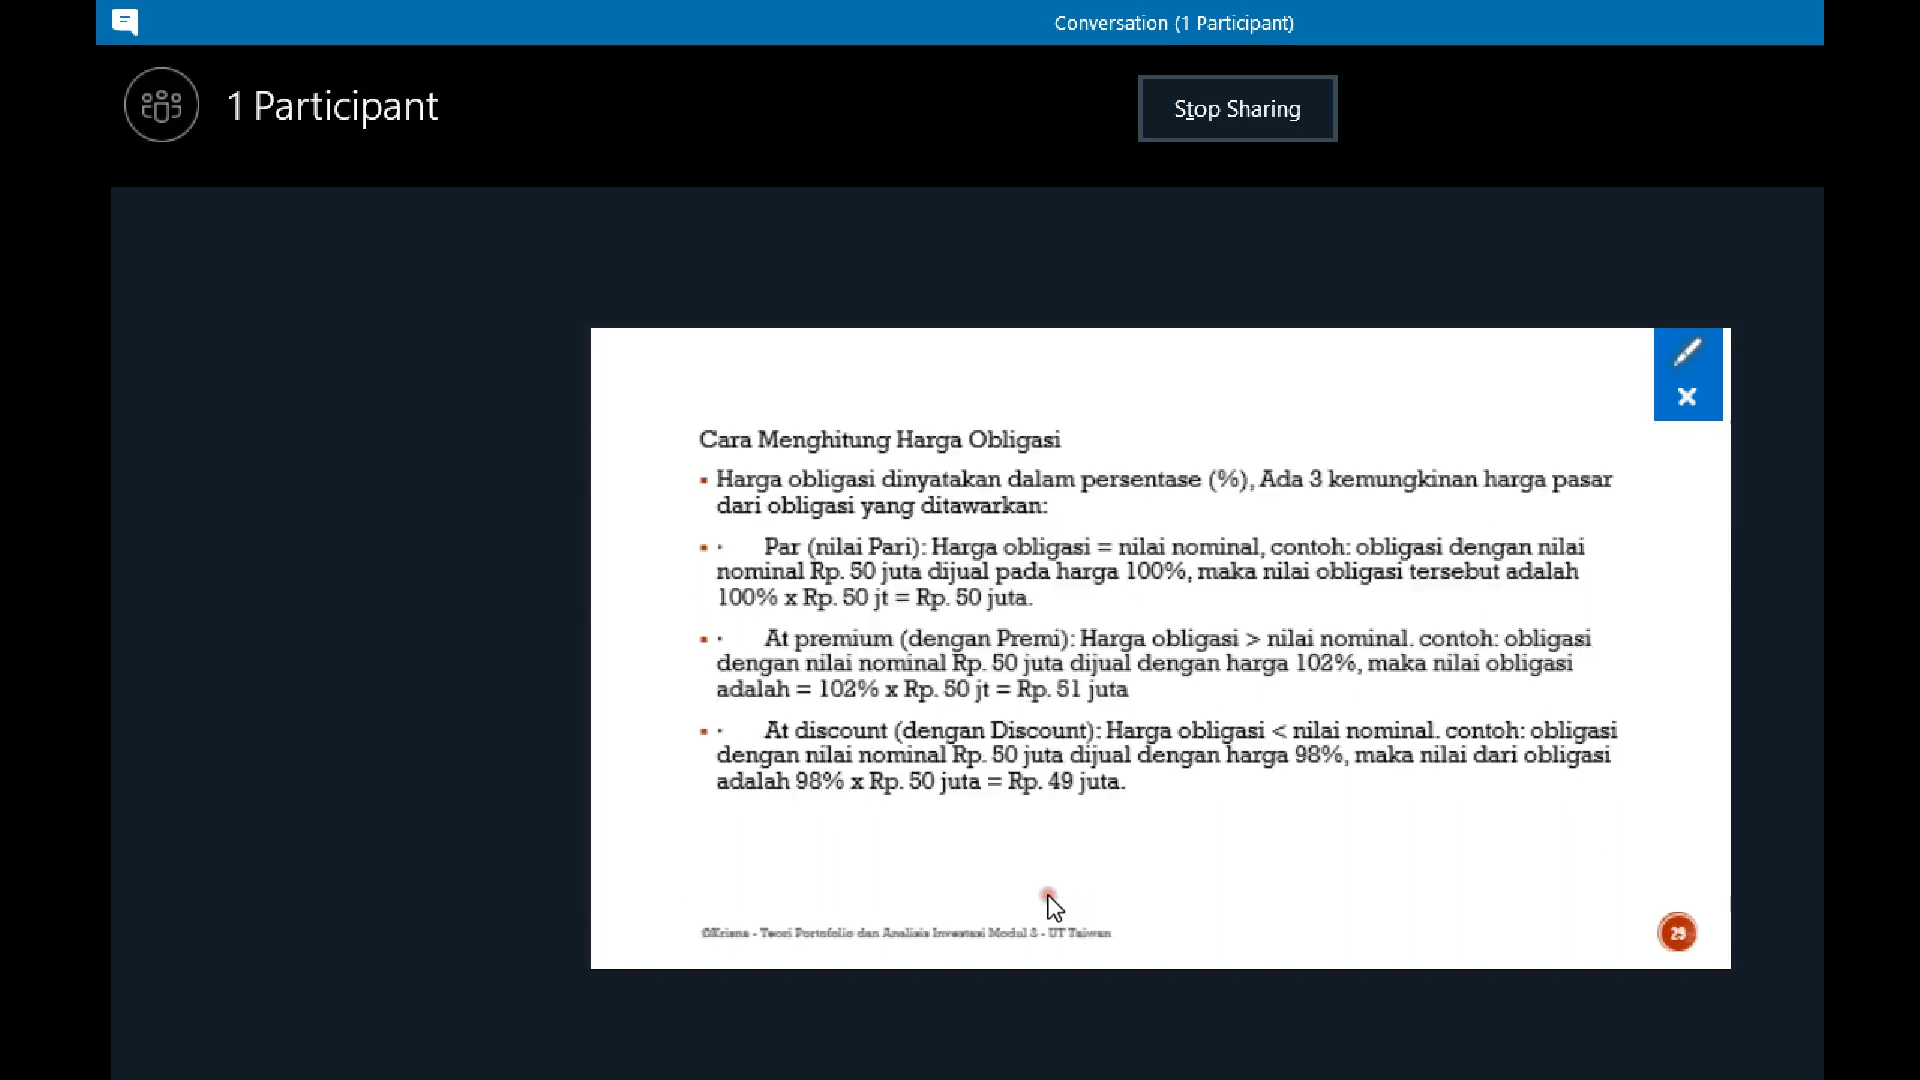 Conversation (1 Participant)
1 Participant
Stop Sharing
Cara Menghitung Harga Obligasi
▪ Harga obligasi dinyatakan dalam persentase (%), Ada 3 kemungkinan harga pasar
dari obligasi yang ditawarkan:
▪ · Par (nilai Pari): Harga obligasi = nilai nominal, contoh: obligasi dengan nilai
nominal Rp. 50 juta dijual pada harga 100%, maka nilai obligasi tersebut adalah
100% x Rp. 50 jt = Rp. 50 juta.
▪ · At premium (dengan Premi): Harga obligasi > nilai nominal. contoh: obligasi
dengan nilai nominal Rp. 50 juta dijual dengan harga 102%, maka nilai obligasi
adalah = 102% x Rp. 50 jt = Rp. 51 juta
▪ · At discount (dengan Discount): Harga obligasi < nilai nominal. contoh: obligasi
dengan nilai nominal Rp. 50 juta dijual dengan harga 98%, maka nilai dari obligasi
adalah 98% x Rp. 50 juta = Rp. 49 juta.
©Krisna - Teori Portofolio dan Analisis Investasi Modul - UT Taiwan